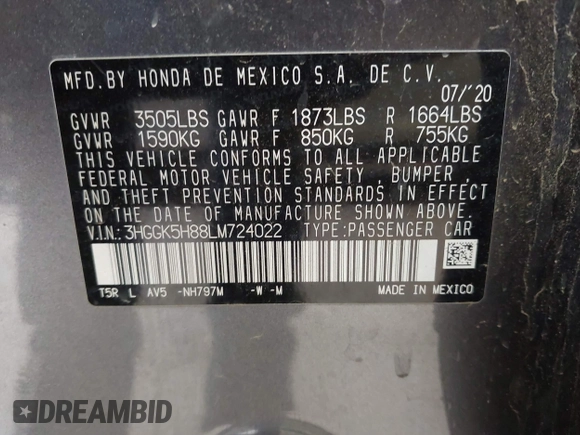 MFD.BY HONDA DE MEXICO S.A. DE C.V.
07/'20
GVWR 3505LBS GAWR F 1873LBS R 1664LBS
GVWR 1590KG GAWR F 850KG R 755KG
THIS VEHICLE CONFORMS TO ALL APPLICABLE
FEDERAL MOTOR VEHICLE SAFETY, BUMPER,
AND THEFT PREVENTION STANDARDS IN EFFECT
ON THE DATE OF MANUFACTURE SHOWN ABOVE.
V.I.N.: 3HGGK5H88LM724022 TYPE:PASSENGER CAR
T5R L AV5 -NH797M -W -M MADE IN MEXICO
DREAMBID